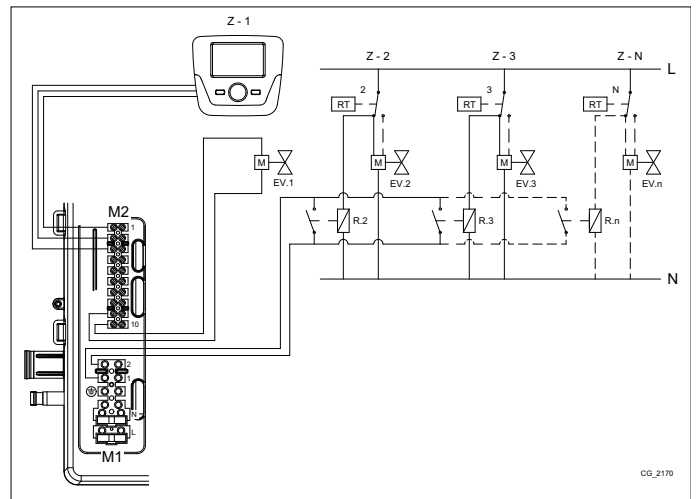 Z - 1
Z - 2
Z - 3
Z - N
L
2
3
N
RT
RT
RT
M
EV.1
M
EV.2
M
EV.3
M
EV.n
M2
1
R.2
R.3
R.n
N
10
2
1
N
L
M1
CG_2170